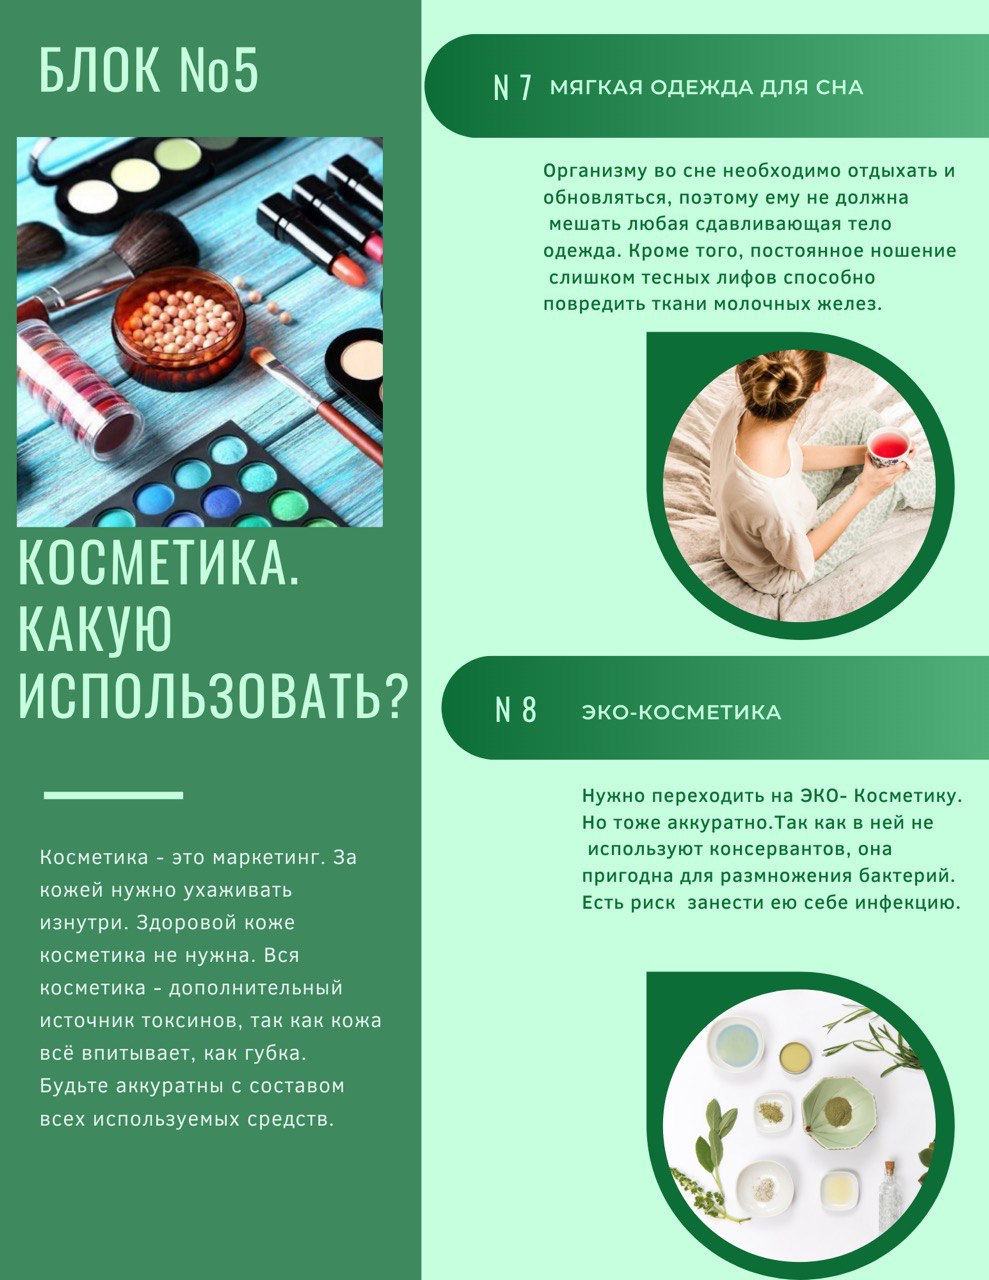 БЛОК №5
КОСМЕТИКА.
КАКУЮ
ИСПОЛЬЗОВАТЬ?
Косметика - это маркетинг. За
кожей нужно ухаживать
изнутри. Здоровой коже
косметика не нужна. Вся
косметика - дополнительный
источник токсинов, так как кожа
всё впитывает, как губка.
Будьте аккуратны с составом
всех используемых средств.
N 7 МЯГКАЯ ОДЕЖДА ДЛЯ СНА
Организму во сне необходимо отдыхать и
обновляться, поэтому ему не должна
мешать любая сдавливающая тело
одежда. Кроме того, постоянное ношение
слишком тесных лифов способно
повредить ткани молочных желез.
N 8 ЭКО-КОСМЕТИКА
Нужно переходить на ЭКО- Косметику.
Но тоже аккуратно.Так как в ней не
используют консервантов, она
пригодна для размножения бактерий.
Есть риск занести ею себе инфекцию.